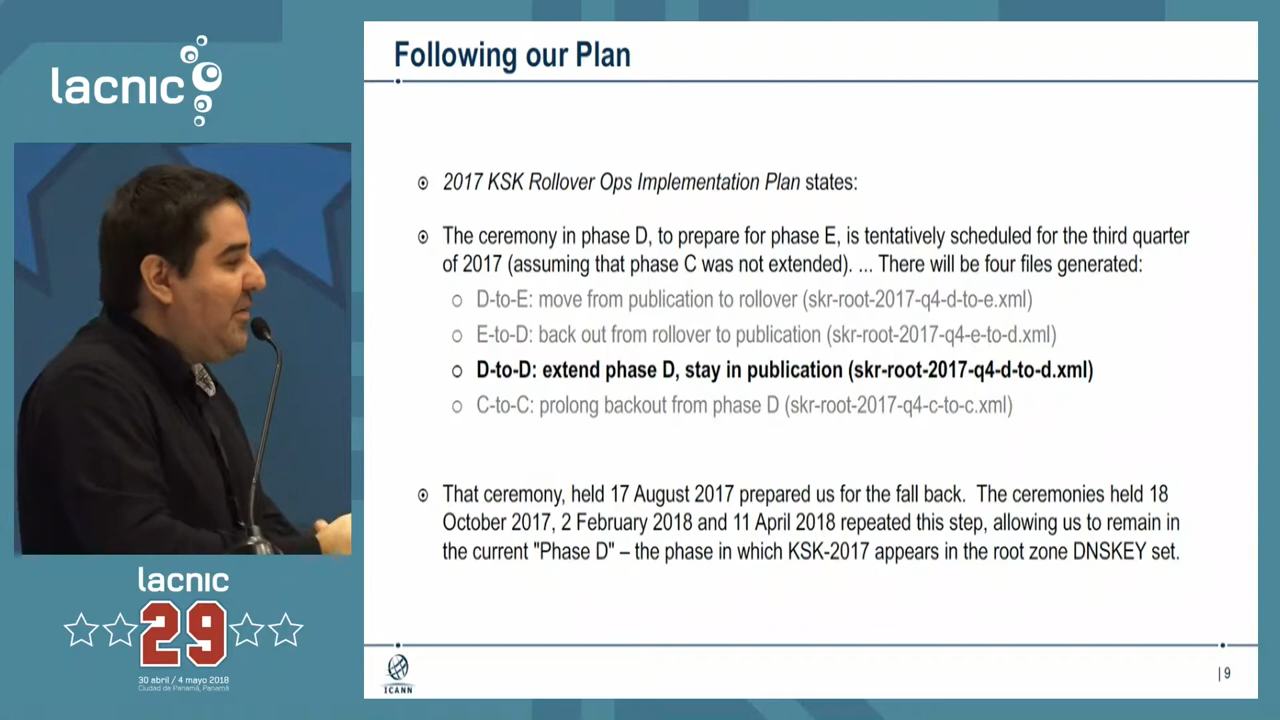 lacnic
Following our Plan
2017 KSK Rollover Ops Implementation Plan states:
The ceremony in phase D, to prepare for phase E, is tentatively scheduled for the third quarter
of 2017 (assuming that phase C was not extended). ... There will be four files generated:
D-to-E: move from publication to rollover (skr-root-2017-q4-d-to-e.xml)
E-to-D: back out from rollover to publication (skr-root-2017-q4-e-to-d.xml)
D-to-D: extend phase D, stay in publication (skr-root-2017-q4-d-to-d.xml)
C-to-C: prolong backout from phase D (skr-root-2017-q4-c-to-c.xml)
That ceremony, held 17 August 2017 prepared us for the fall back. The ceremonies held 18
October 2017, 2 February 2018 and 11 April 2018 repeated this step, allowing us to remain in
the current "Phase D" – the phase in which KSK-2017 appears in the root zone DNSKEY set.
ICANN
| 9
lacnic
29
30 abril / 4 mayo 2018
Ciudad de Panamá, Panamá